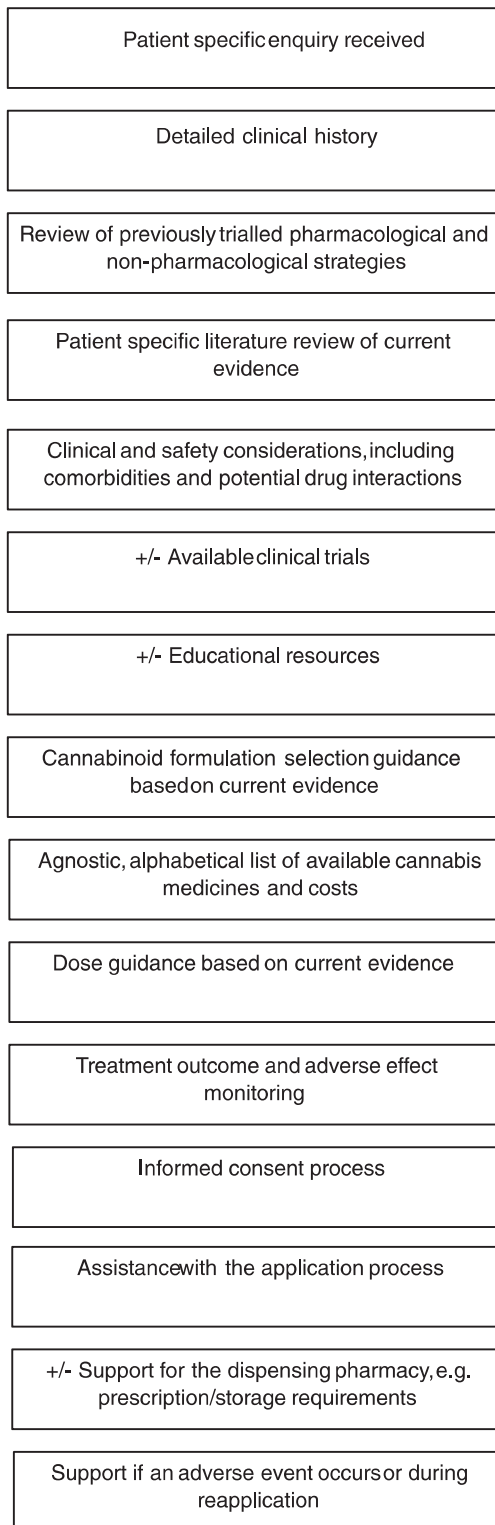 Patient specific enquiry received
Detailed clinical history
Review of previously trialled pharmacological and
non-pharmacological strategies
Patient specific literature review of current
evidence
Clinical and safety considerations, including
comorbidities and potential drug interactions
+/- Available clinical trials
+/- Educational resources
Cannabinoid formulation selection guidance
based on current evidence
Agnostic, alphabetical list of available cannabis
medicines and costs
Dose guidance based on current evidence
Treatment outcome and adverse effect
monitoring
Informed consent process
Assistance with the application process
+/- Support for the dispensing pharmacy, e.g.
prescription/storage requirements
Support if an adverse event occurs or during
reapplication